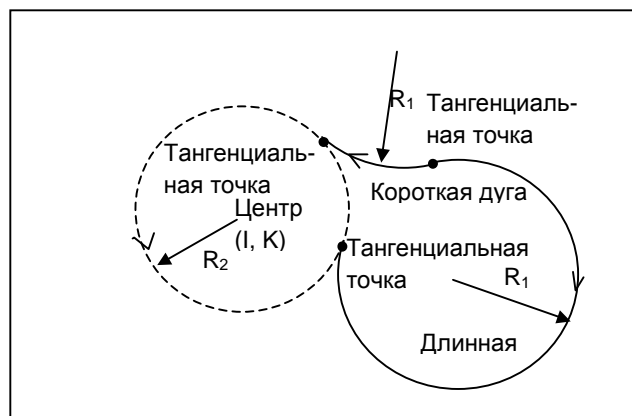 R₁
Тангенциаль-
ная точка
Тангенциаль-
ная точка
Короткая дуга
Центр
(I, K)
R₂
Тангенциальная
точка
R₁
Длинная